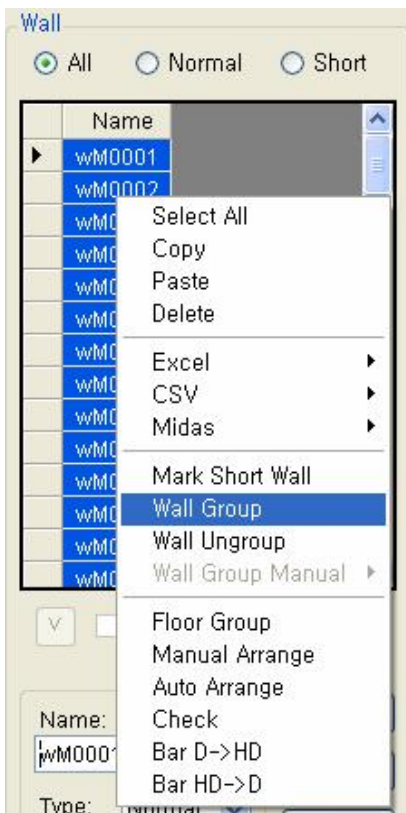 Wall
All Normal Short
Name
wM0001
wM0002
Select All
Copy
Paste
Delete
Excel
CSV
Midas
Mark Short Wall
Wall Group
Wall Ungroup
Wall Group Manual
Floor Group
Manual Arrange
Auto Arrange
Check
Bar D->HD
Bar HD->D
Name:
wM0001
Type: Normal